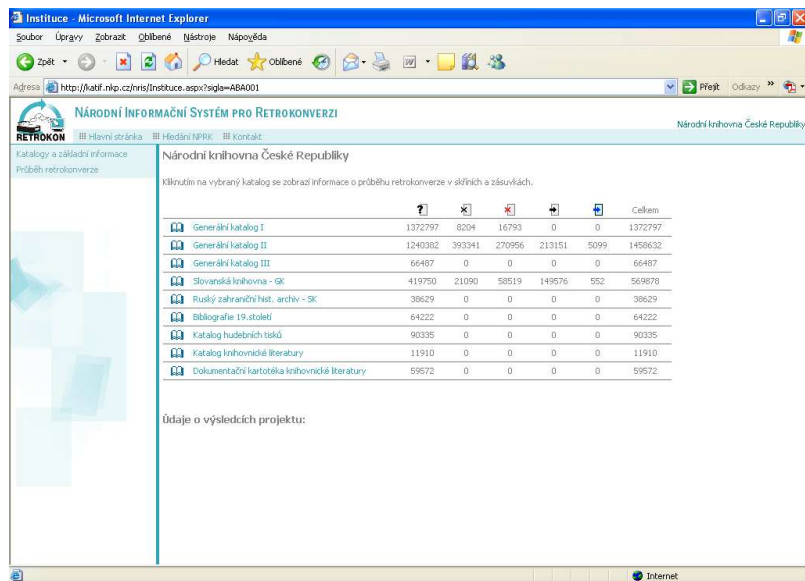 Instituce - Microsoft Internet Explorer
Soubor Úpravy Zobrazit Oblíbené Nástroje Nápověda
Zpět Hledat Oblíbené
Adresa http://katif.nkp.cz/nris/Instituce.aspx?sigla=ABA001 Přejít Odkazy »
NÁRODNÍ INFORMAČNÍ SYSTÉM PRO RETROKONVERZI
Národní knihovna České Republiky
RETROKON Hlavní stránka Hledání NPRK Kontakt
Katalogy a základní informace
Průběh retrokonverze
Národní knihovna České Republiky
Kliknutím na vybraný katalog se zobrazí informace o průběhu retrokonverze v skříních a zásuvkách.
? Celkem
Generální katalog I 1372797 8204 16793 0 0 1372797
Generální katalog II 1240382 393341 270956 213151 5099 1458632
Generální katalog III 66487 0 0 0 0 66487
Slovanská knihovna - GK 419750 21090 58519 149576 552 569878
Ruský zahraniční hist. archiv - SK 38629 0 0 0 0 38629
Bibliografie 19.století 64222 0 0 0 0 64222
Katalog hudebních tisků 90335 0 0 0 0 90335
Katalog knihovnické literatury 11910 0 0 0 0 11910
Dokumentační kartotéka knihovnické literatury 59572 0 0 0 0 59572
Údaje o výsledcích projektu:
Internet